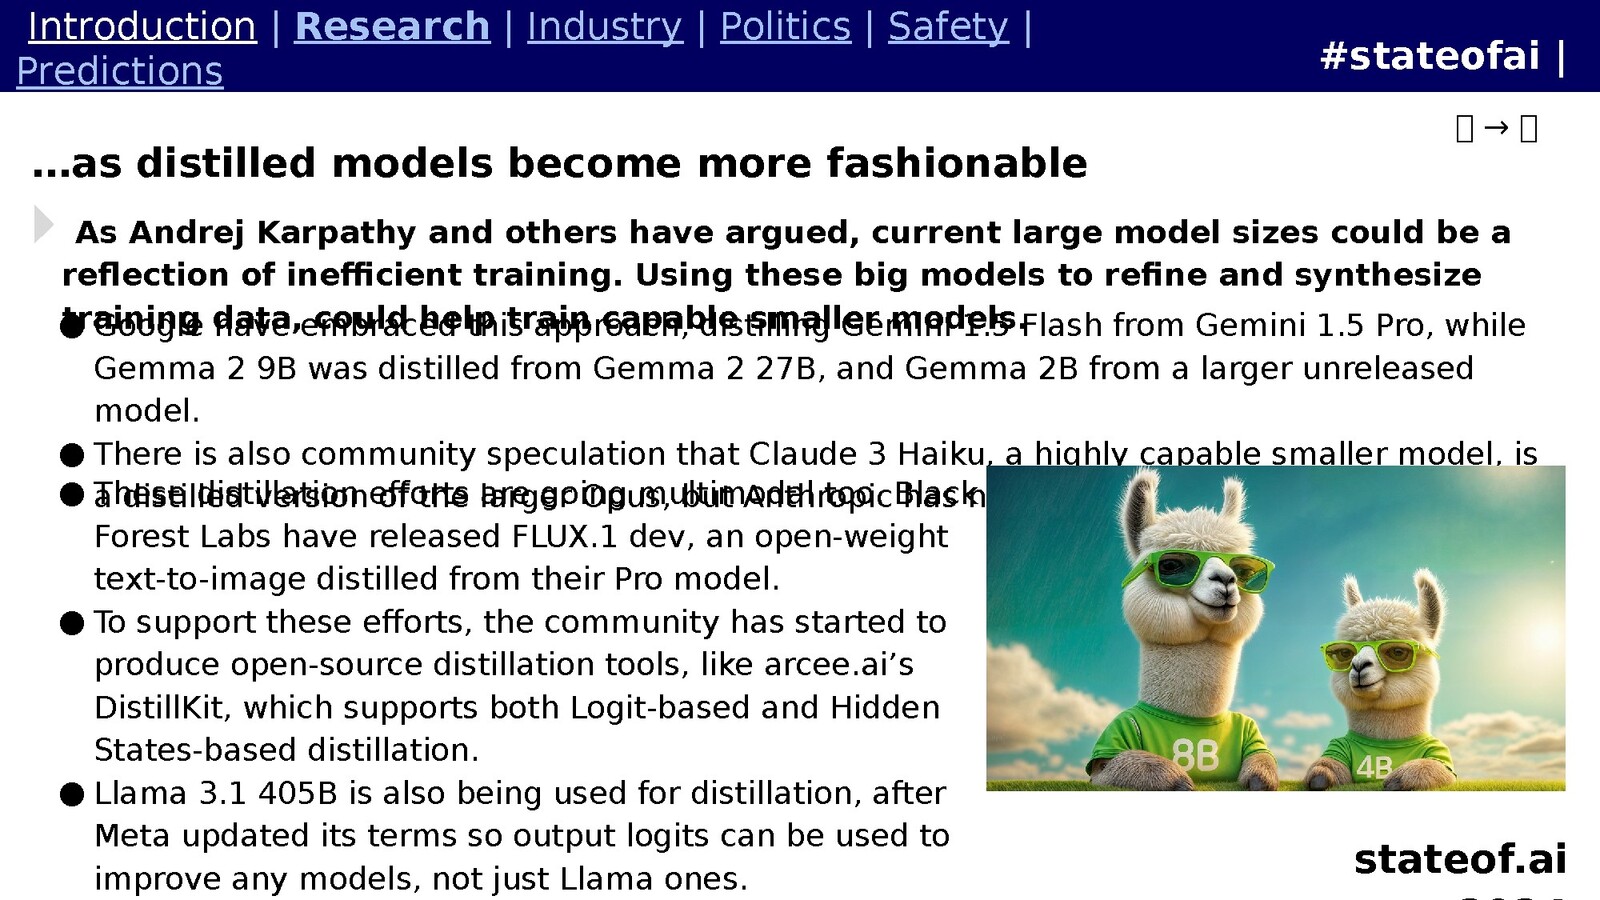 Introduction | Research | Industry | Politics | Safety |
Predictions
#stateofai |
→
…as distilled models become more fashionable
As Andrej Karpathy and others have argued, current large model sizes could be a
reflection of inefficient training. Using these big models to refine and synthesize
training data, could help train capable smaller models.
● Google have embraced this approach, distilling Gemini 1.5 Flash from Gemini 1.5 Pro, while
Gemma 2 9B was distilled from Gemma 2 27B, and Gemma 2B from a larger unreleased
model.
● There is also community speculation that Claude 3 Haiku, a highly capable smaller model, is
a distilled version of the larger Opus, but Anthropic has
● These distillation efforts are going multimodal too. Black
Forest Labs have released FLUX.1 dev, an open-weight
text-to-image distilled from their Pro model.
● To support these efforts, the community has started to
produce open-source distillation tools, like arcee.ai’s
DistillKit, which supports both Logit-based and Hidden
States-based distillation.
● Llama 3.1 405B is also being used for distillation, after
Meta updated its terms so output logits can be used to
improve any models, not just Llama ones.
8B
4B
stateof.ai